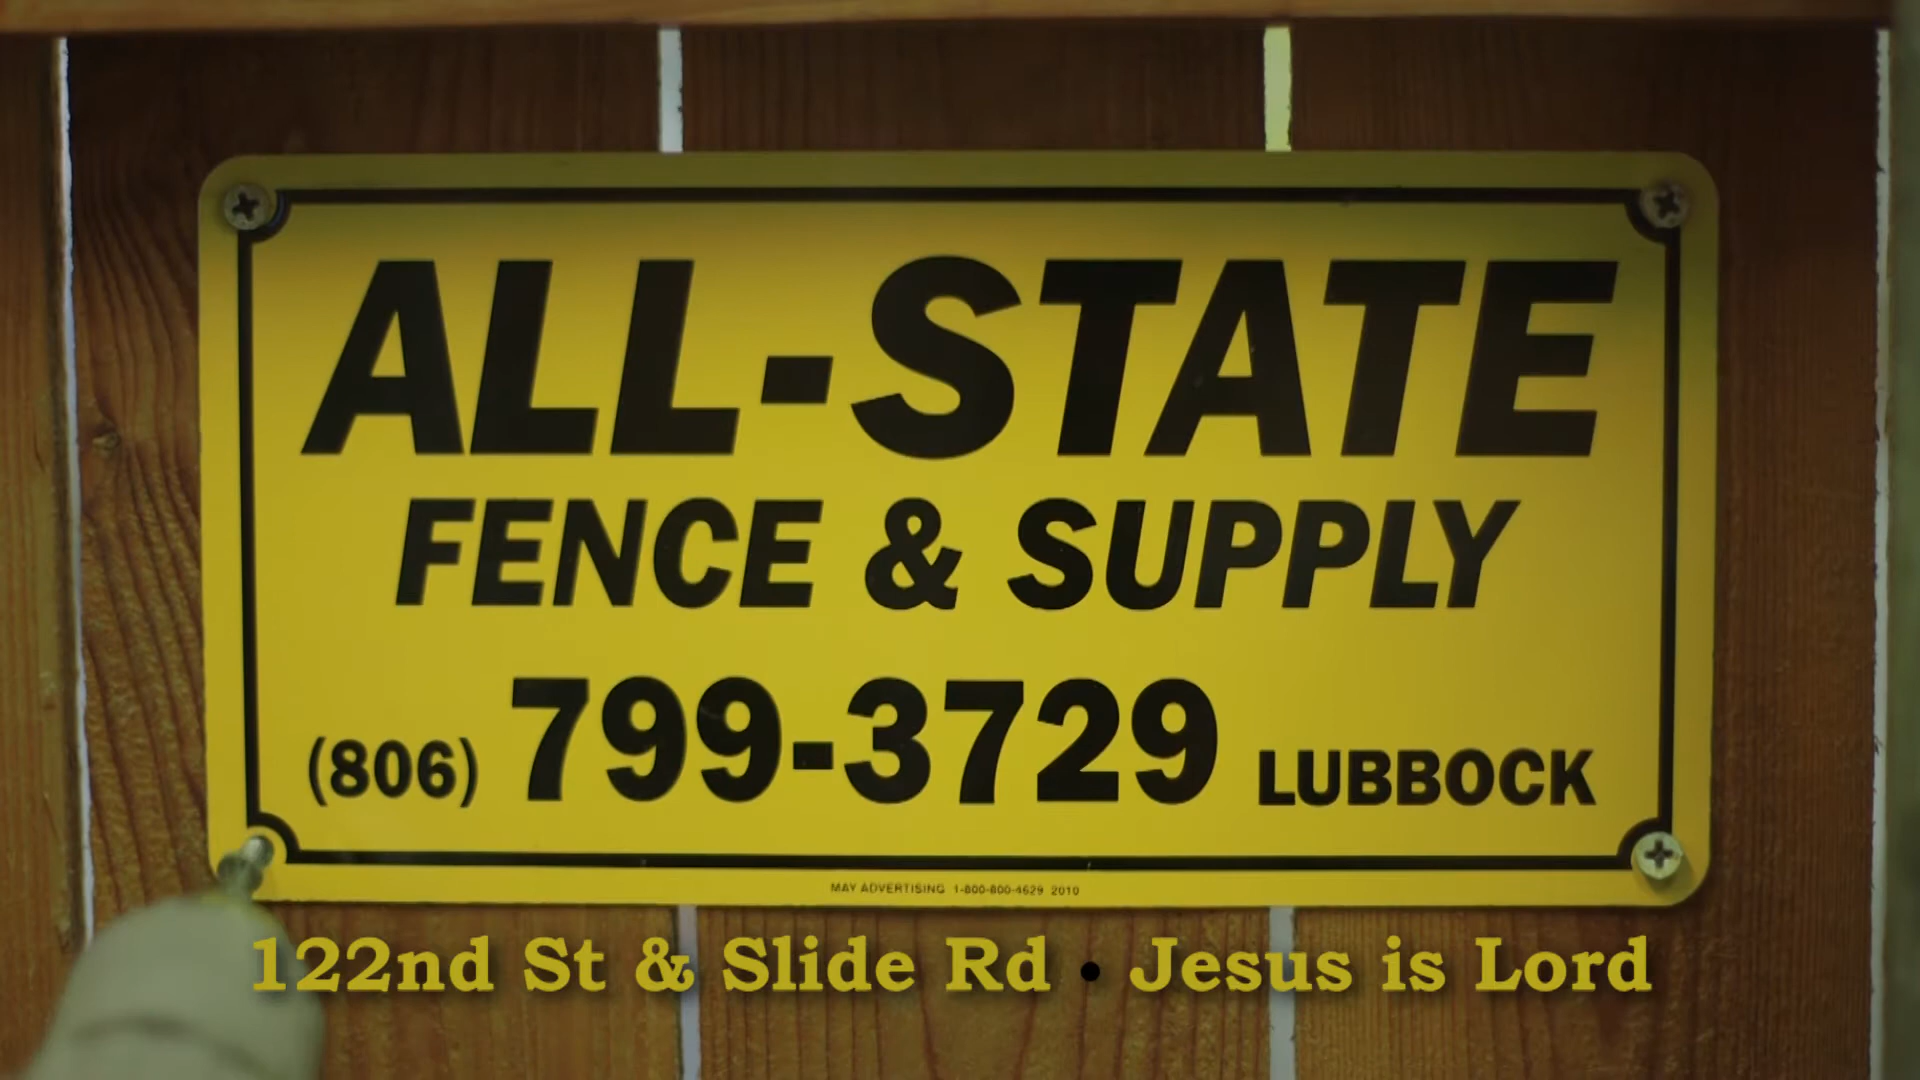 ALL-STATE
FENCE & SUPPLY
(806) 799-3729 LUBBOCK
MAY ADVERTISING 1-800-800-4629 2010
122nd St & Slide Rd • Jesus is Lord